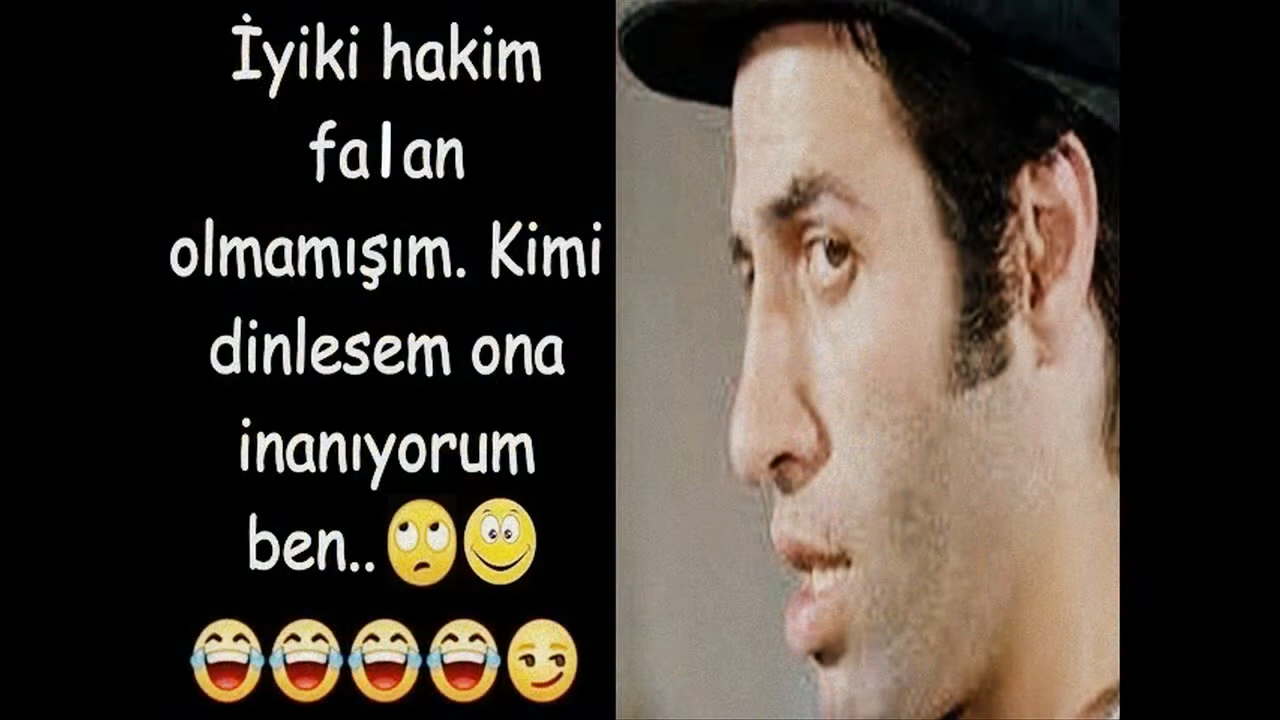 İyiki hakim
falan
olmamışım. Kimi
dinlesem ona
inanıyorum
ben..